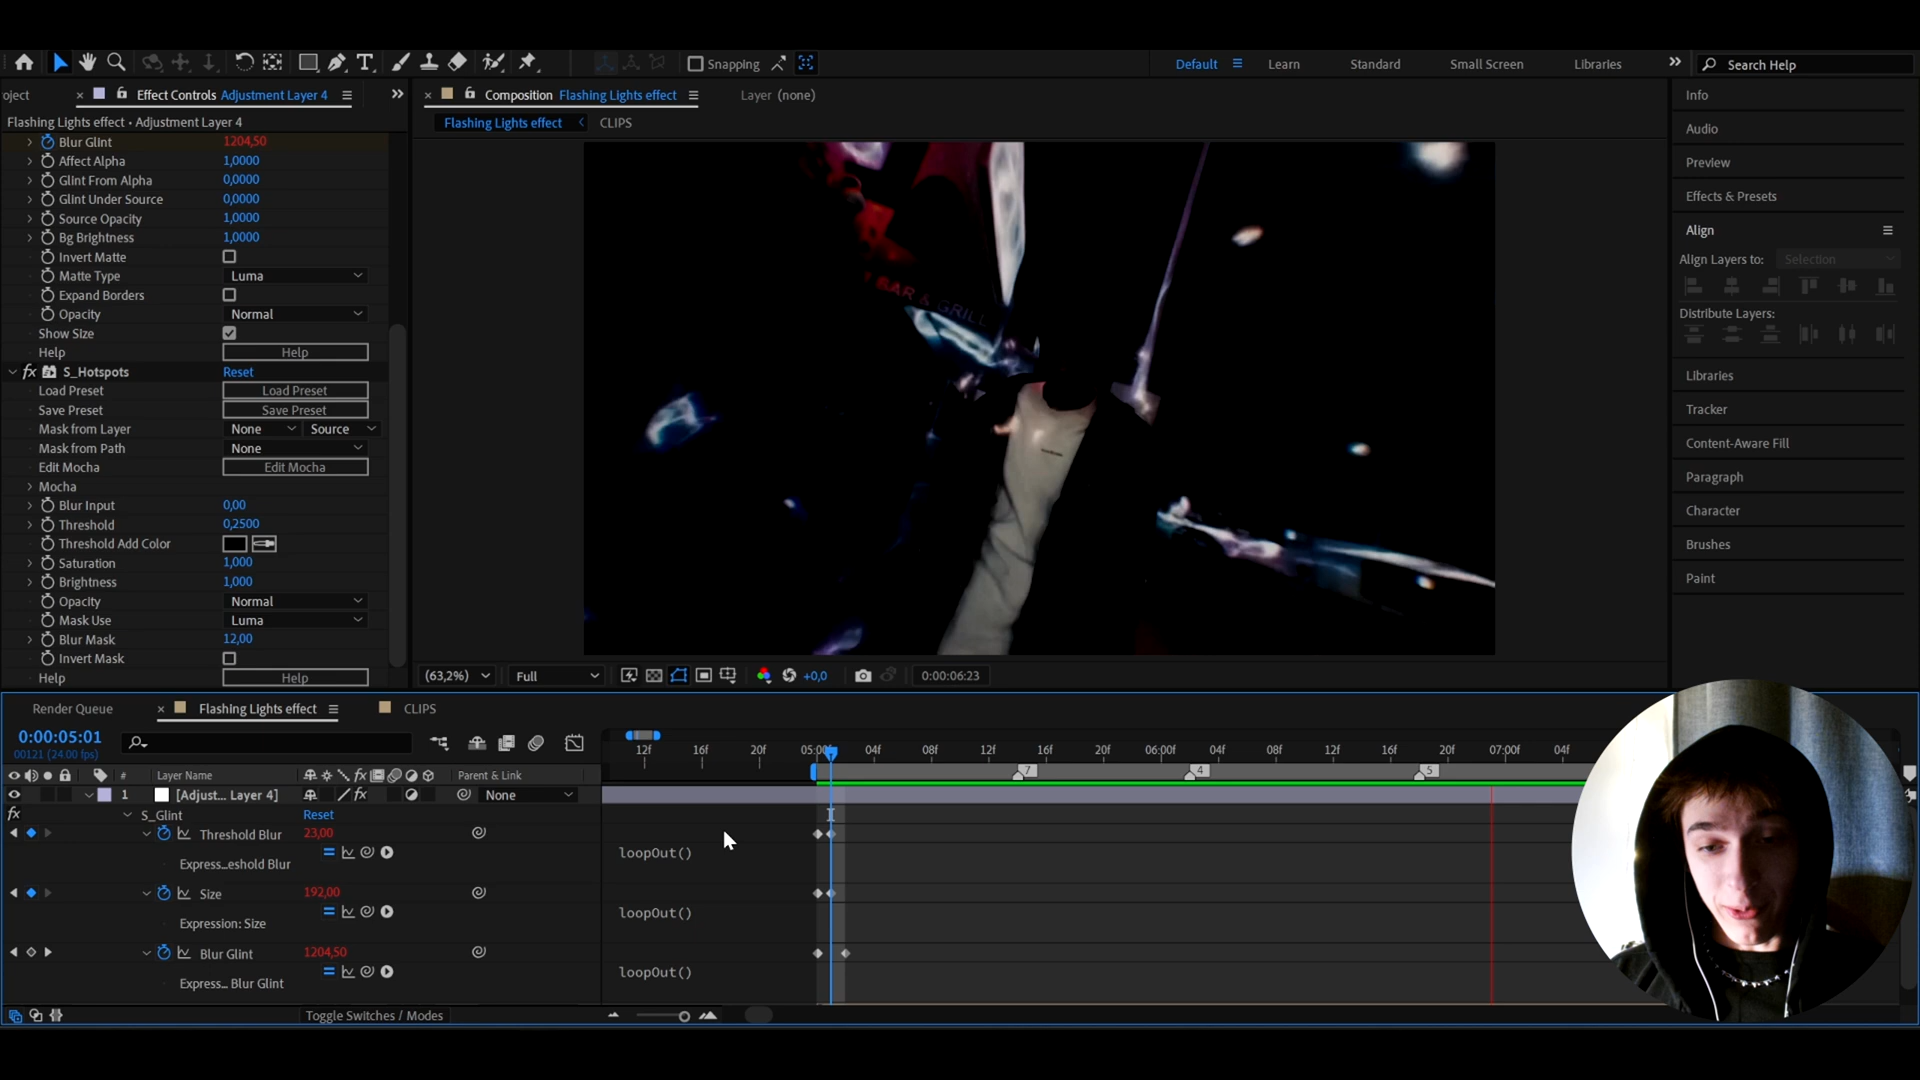 Snapping
Default
Learn
Standard
Small Screen
Libraries
Search Help
oject
Effect Controls Adjustment Layer 4
Composition Flashing Lights effect
Layer (none)
Flashing Lights effect • Adjustment Layer 4
Flashing Lights effect
CLIPS
Blur Glint 1204,50
Affect Alpha 1,0000
Glint From Alpha 0,0000
Glint Under Source 0,0000
Source Opacity 1,0000
Bg Brightness 1,0000
Invert Matte
Matte Type Luma
Expand Borders
Opacity Normal
Show Size
Help Help
fx S_Hotspots Reset
Load Preset Load Preset
Save Preset Save Preset
Mask from Layer None Source
Mask from Path None
Edit Mocha Edit Mocha
Mocha
Blur Input 0,00
Threshold 0,2500
Threshold Add Color
Saturation 1,000
Brightness 1,000
Opacity Normal
Mask Use Luma
Blur Mask 12,00
Invert Mask
Help Help
BAR & GRILL
(63,2%)
Full
+0,0
0:00:06:23
Info
Audio
Preview
Effects & Presets
Align
Align Layers to: Selection
Distribute Layers:
Libraries
Tracker
Content-Aware Fill
Paragraph
Character
Brushes
Paint
Render Queue
Flashing Lights effect
CLIPS
0:00:05:01
00121 (24.00 fps)
12f 16f 20f 05:00f 04f 08f 12f 16f 20f 06:00f 04f 08f 12f 16f 20f 07:00f 04f
7 4 5
# Layer Name Parent & Link
1 [Adjust... Layer 4] fx None
fx S_Glint Reset
Threshold Blur 23,00
Express...eshold Blur loopOut()
Size 192,00
Expression: Size loopOut()
Blur Glint 1204,50
Express... Blur Glint loopOut()
Toggle Switches / Modes